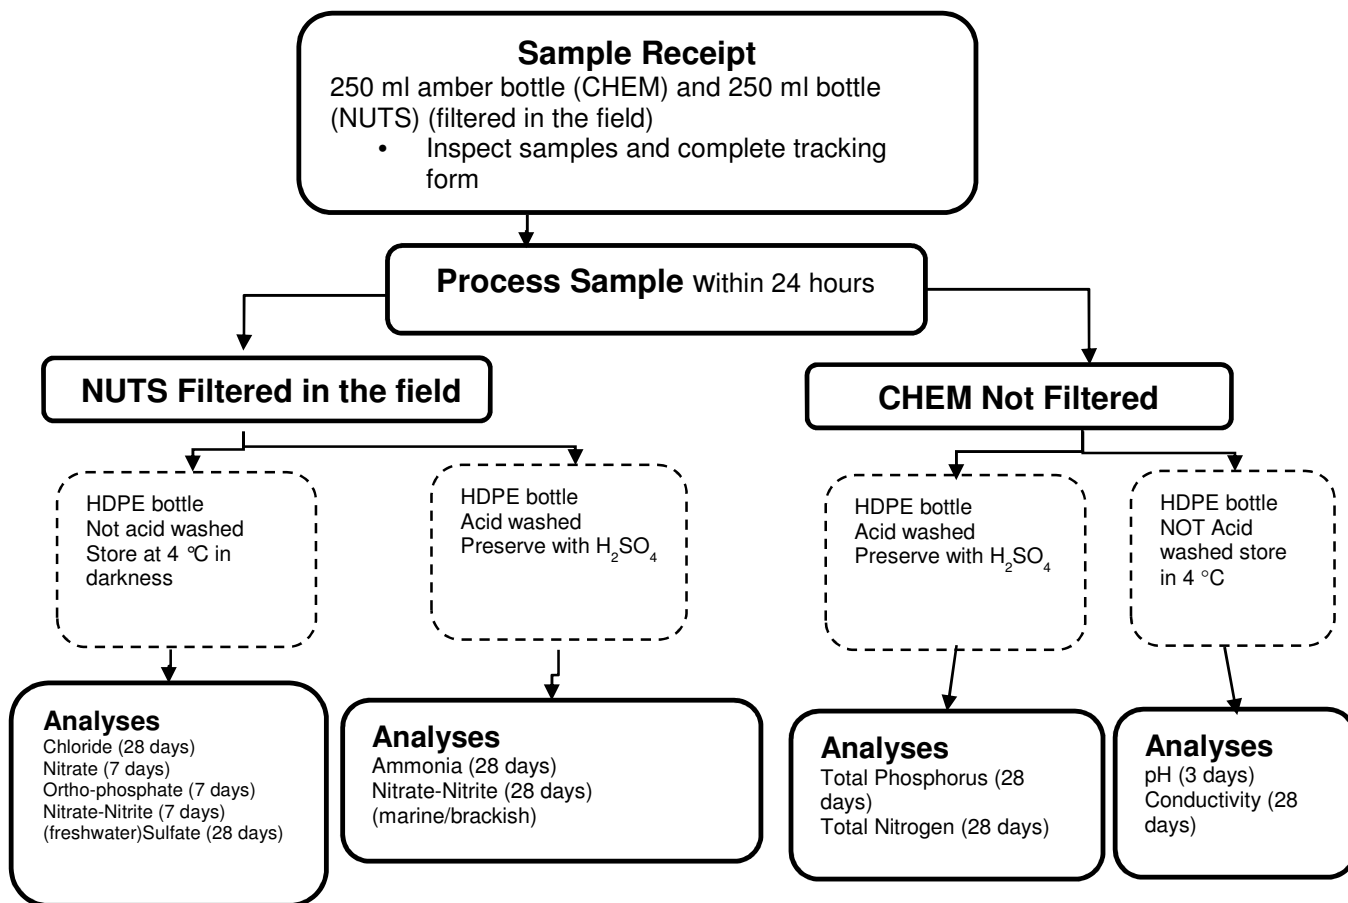 Sample Receipt
250 ml amber bottle (CHEM) and 250 ml bottle
(NUTS) (filtered in the field)
• Inspect samples and complete tracking
form
Process Sample within 24 hours
NUTS Filtered in the field
CHEM Not Filtered
HDPE bottle
Not acid washed
Store at 4 °C in
darkness
HDPE bottle
Acid washed
Preserve with H2SO4
HDPE bottle
Acid washed
Preserve with H2SO4
HDPE bottle
NOT Acid
washed store
in 4 °C
Analyses
Chloride (28 days)
Nitrate (7 days)
Ortho-phosphate (7 days)
Nitrate-Nitrite (7 days)
(freshwater)Sulfate (28 days)
Analyses
Ammonia (28 days)
Nitrate-Nitrite (28 days)
(marine/brackish)
Analyses
Total Phosphorus (28
days)
Total Nitrogen (28 days)
Analyses
pH (3 days)
Conductivity (28
days)